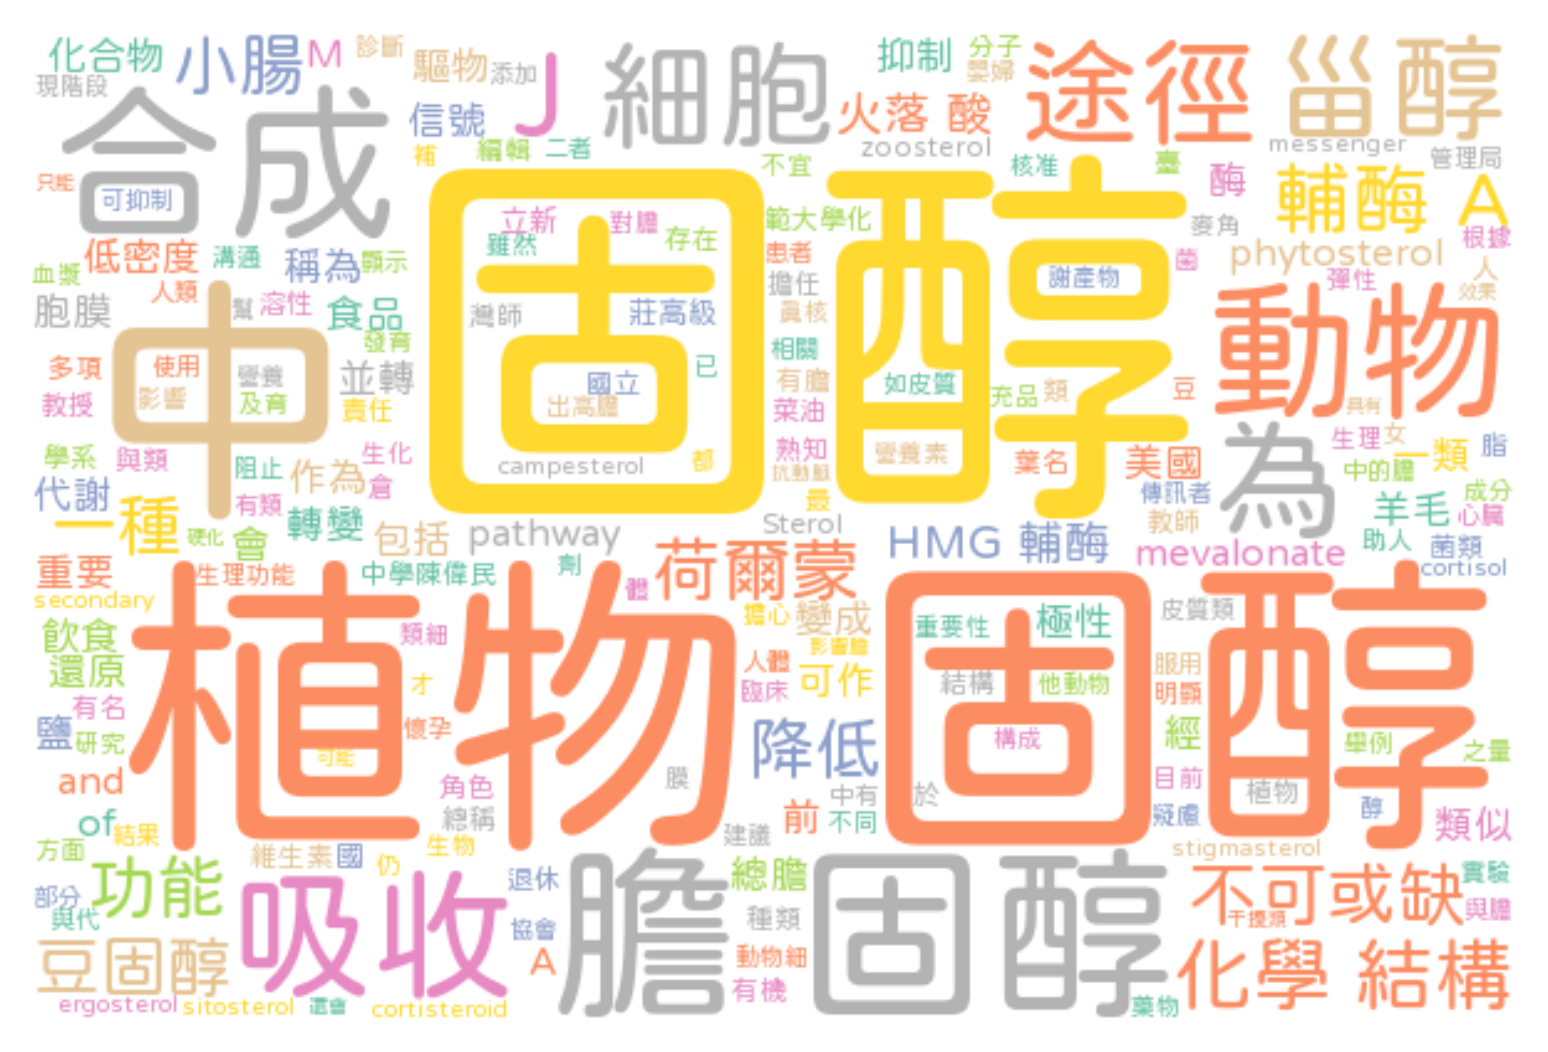 化合物
小腸
M
診斷
驅物
添加
J
細胞
抑制
分子
嬰婦
途徑
甾醇
現階段
合成
信號
火落 酸
zoosterol
messenger
管理局
補
編輯
二者
不宜
核准
臺
酶
輔酶 A
只能
可抑制
固醇
立新
對膽
雖然
存在
範大學化
麥角
根據
低密度
溝通
稱為
顯示
患者
謝產物
菌
phytosterol
人
血漿
人類
擔任
彈性
效果
胞膜
幫
溶性
食品
灣師
莊高級
眞核
動物
發育
中
多項
使用
營養
並轉
國立
已
相關
如皮質
豆
影響
及育
出高膽
有膽
充品
類
具有
教授
責任
菜油
營養素
為
學系
與類
阻止
作為
生化
倉
campesterol
都
熟知
抗動脈
葉名
美國
生理
女
一類
脂
中的膽
代謝
有類
最
傳訊者
羊毛
成分
一種
硬化
會
轉變
包括
pathway
Sterol
HMG 輔酶
教師
心臟
助人
菌類
mevalonate
cortisol
重要
生理功能
中學陳偉民
劑
荷爾蒙
體
secondary
植物固醇
擔心
變成
重要性
極性
皮質類
飲食
類細
影響膽
還原
才
人體
臨床
可作
結構
他動物
服用
明顯
有名
鹽
研究
懷孕
可能
降低
構成
經
舉例
之量
and
角色
膜
中有
於
目前
植物
of
結果
總稱
建議
前
不同
疑慮
醇
類似
方面
維生素
國
仍
生物
stigmasterol
功能
吸收
退休
膽固醇
總膽
不可或缺
實驗
部分
與代
協會
種類
干擾類
與膽
豆固醇
A
動物細
有機
化學 結構
ergosterol
sitosterol
還會
cortisteroid
藥物